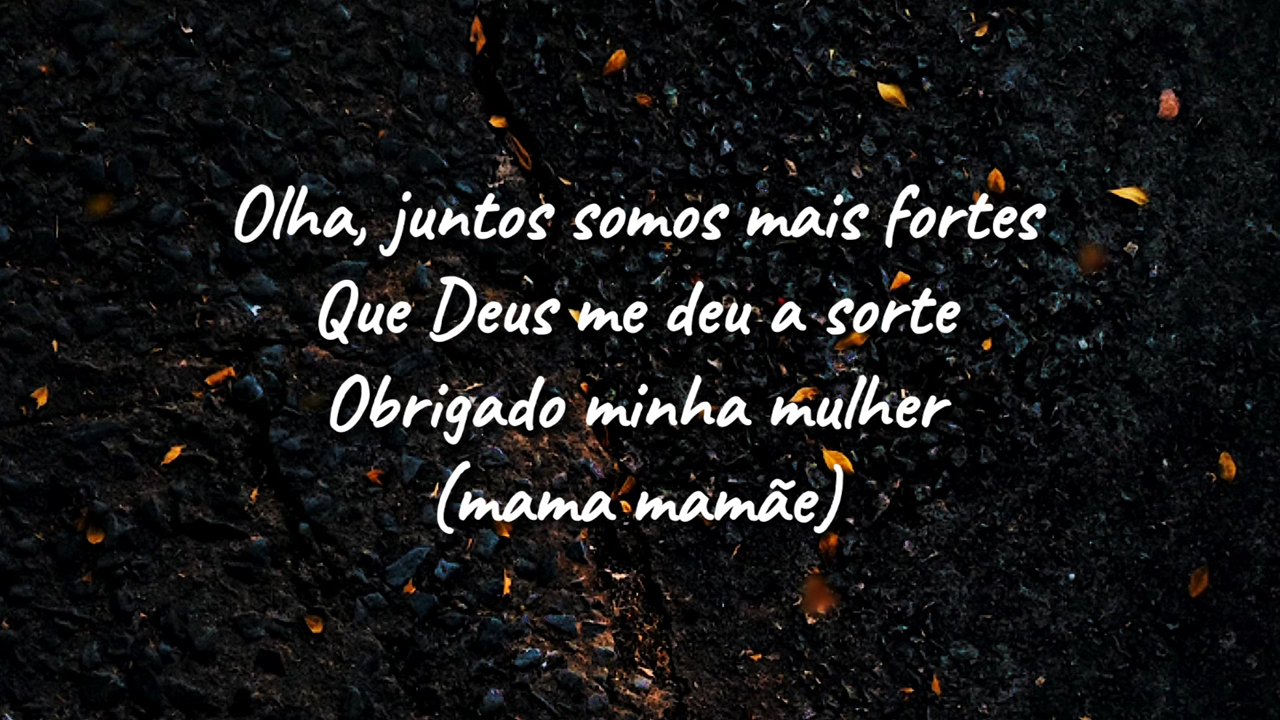 Olha, juntos somos mais fortes
Que Deus me deu a sorte
Obrigado minha mulher
(mama mamãe)